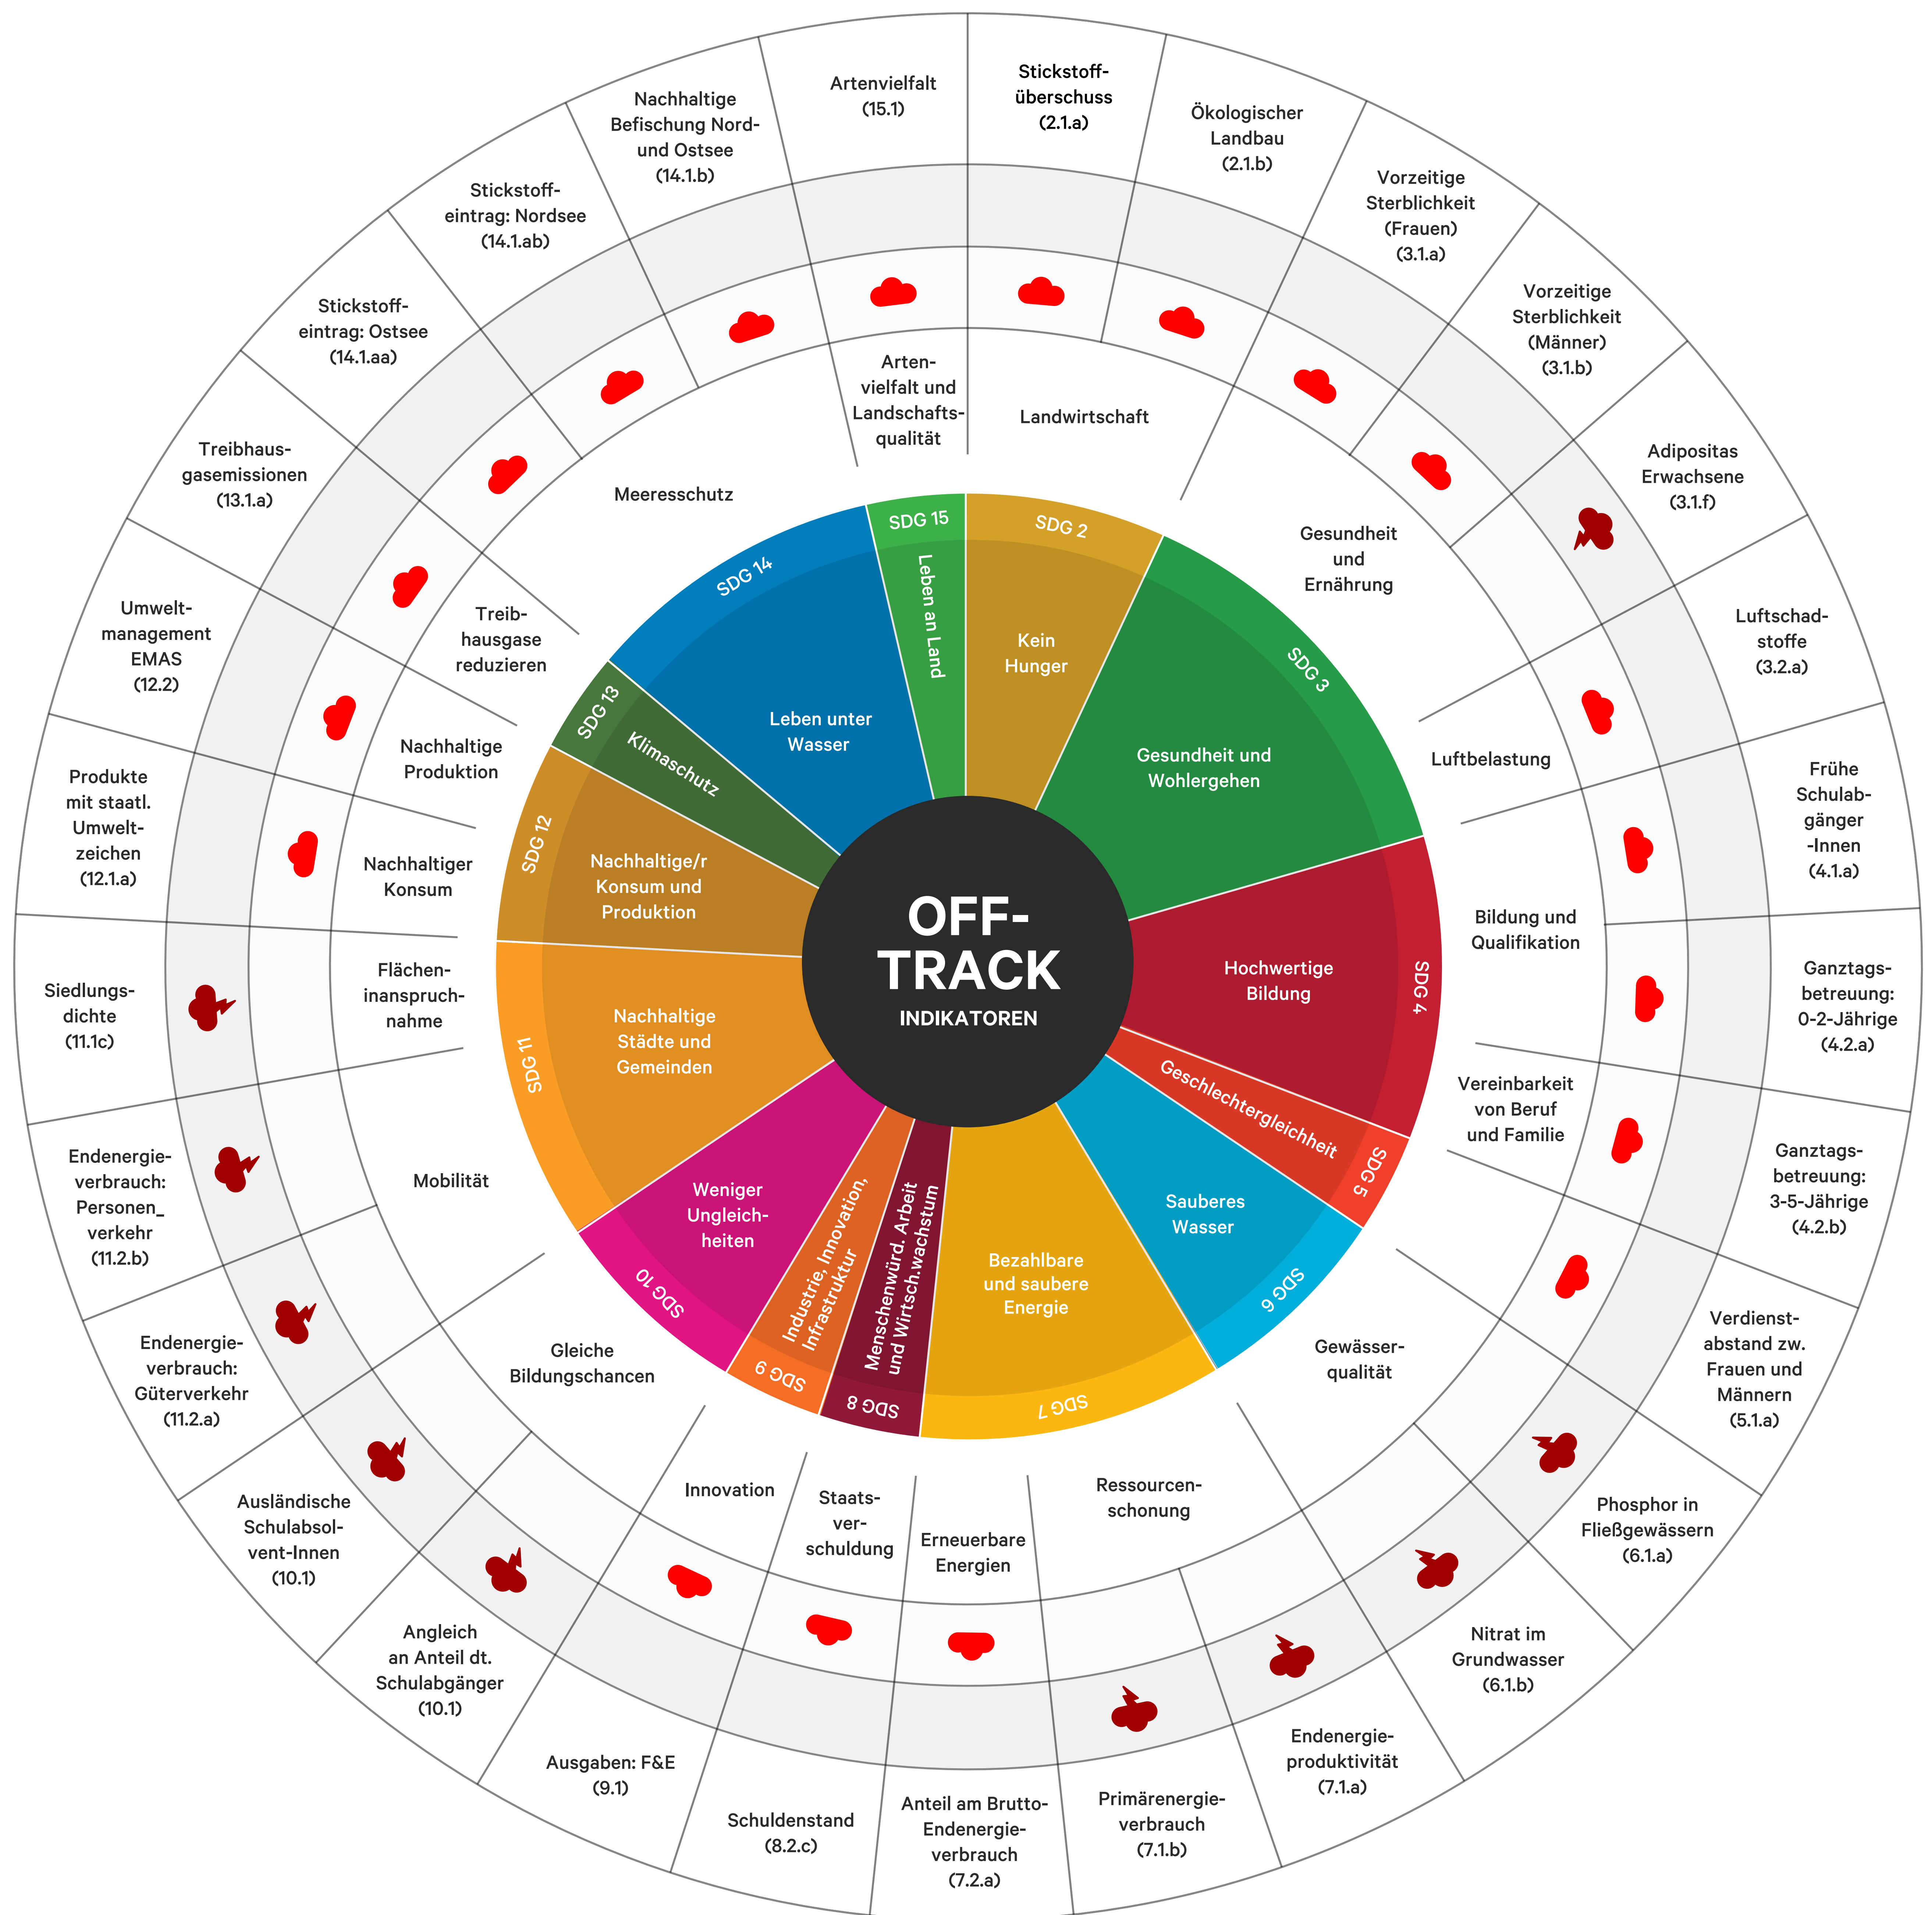 OFF-
TRACK
INDIKATOREN
SDG 2
Kein
Hunger
SDG 3
Gesundheit und
Wohlergehen
SDG 4
Hochwertige
Bildung
SDG 5
Geschlechtergleichheit
SDG 6
Sauberes
Wasser
SDG 7
Bezahlbare
und saubere
Energie
SDG 8
Menschenwürd. Arbeit
und Wirtsch.wachstum
SDG 9
Industrie, Innovation,
Infrastruktur
SDG 10
Weniger
Ungleich-
heiten
SDG 11
Nachhaltige
Städte und
Gemeinden
SDG 12
Nachhaltige/r
Konsum und
Produktion
SDG 13
Klimaschutz
SDG 14
Leben unter
Wasser
SDG 15
Leben an Land
Landwirtschaft
Gesundheit
und
Ernährung
Luftbelastung
Bildung und
Qualifikation
Vereinbarkeit
von Beruf
und Familie
Gewässer-
qualität
Ressourcen-
schonung
Erneuerbare
Energien
Staats-
ver-
schuldung
Innovation
Gleiche
Bildungschancen
Mobilität
Flächen-
inanspruch-
nahme
Nachhaltiger
Konsum
Nachhaltige
Produktion
Treib-
hausgase
reduzieren
Meeresschutz
Arten-
vielfalt und
Landschafts-
qualität
Stickstoff-
überschuss
(2.1.a)
Ökologischer
Landbau
(2.1.b)
Vorzeitige
Sterblichkeit
(Frauen)
(3.1.a)
Vorzeitige
Sterblichkeit
(Männer)
(3.1.b)
Adipositas
Erwachsene
(3.1.f)
Luftschad-
stoffe
(3.2.a)
Frühe
Schulab-
gänger
-Innen
(4.1.a)
Ganztags-
betreuung:
0-2-Jährige
(4.2.a)
Ganztags-
betreuung:
3-5-Jährige
(4.2.b)
Verdienst-
abstand zw.
Frauen und
Männern
(5.1.a)
Phosphor in
Fließgewässern
(6.1.a)
Nitrat im
Grundwasser
(6.1.b)
Endenergie-
produktivität
(7.1.a)
Primärenergie-
verbrauch
(7.1.b)
Anteil am Brutto-
Endenergie-
verbrauch
(7.2.a)
Schuldenstand
(8.2.c)
Ausgaben: F&E
(9.1)
Angleich
an Anteil dt.
Schulabgänger
(10.1)
Ausländische
Schulabsol-
vent-Innen
(10.1)
Endenergie-
verbrauch:
Güterverkehr
(11.2.a)
Endenergie-
verbrauch:
Personen_
verkehr
(11.2.b)
Siedlungs-
dichte
(11.1c)
Produkte
mit staatl.
Umwelt-
zeichen
(12.1.a)
Umwelt-
management
EMAS
(12.2)
Treibhaus-
gasemissionen
(13.1.a)
Stickstoff-
eintrag: Ostsee
(14.1.aa)
Stickstoff-
eintrag: Nordsee
(14.1.ab)
Nachhaltige
Befischung Nord-
und Ostsee
(14.1.b)
Artenvielfalt
(15.1)